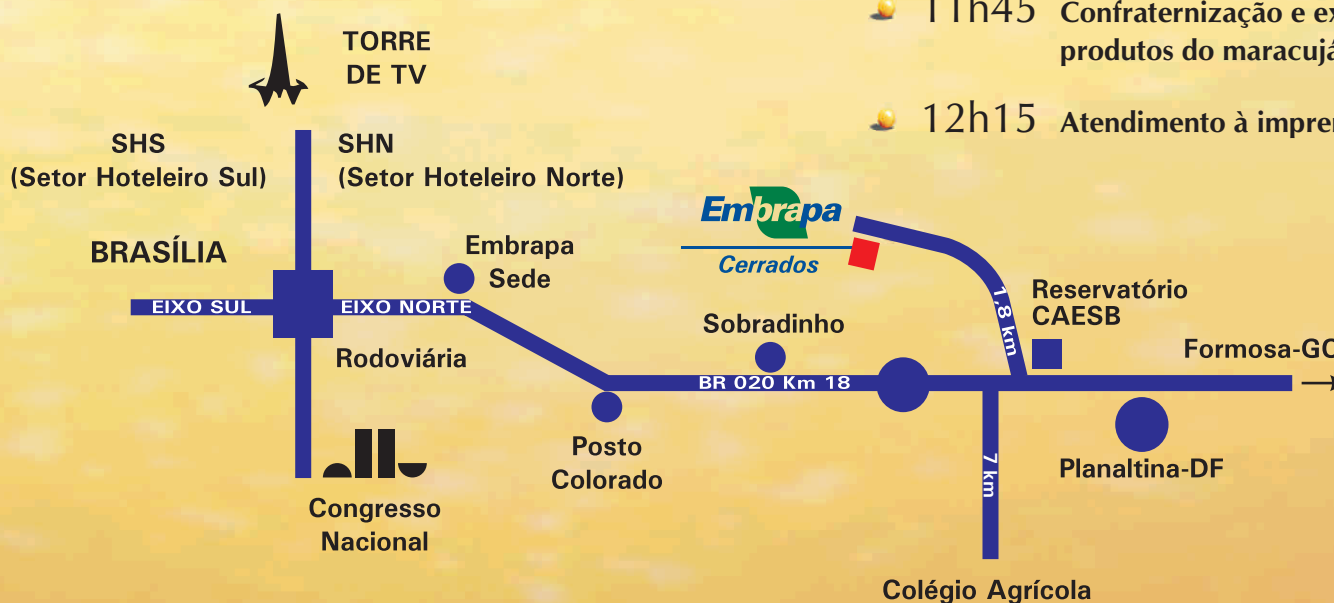 11h45 Confraternização e
produtos do maracujá
12h15 Atendimento à
TORRE
DE TV
SHS
(Setor Hoteleiro Sul)
SHN
(Setor Hoteleiro Norte)
BRASÍLIA
EIXO SUL
EIXO NORTE
Embrapa
Sede
Rodoviária
Congresso
Nacional
Posto
Colorado
Embrapa
Cerrados
Sobradinho
BR 020 Km 18
1,8 km
Reservatório
CAESB
Formosa-GO
7 km
Planaltina-DF
Colégio Agrícola